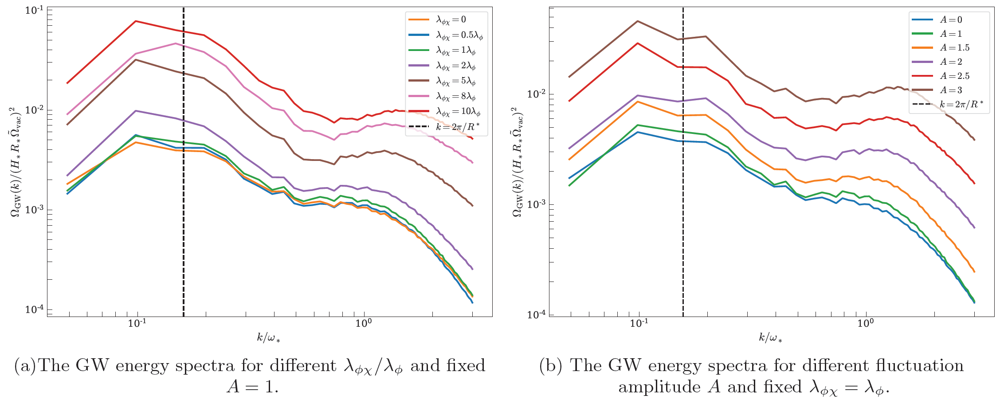 Ω_GW(k)/(H_* R_* Ω̃_vac)^2
10^-1
10^-2
10^-3
10^-4
λ_ϕχ = 0
λ_ϕχ = 0.5λ_ϕ
λ_ϕχ = 1λ_ϕ
λ_ϕχ = 2λ_ϕ
λ_ϕχ = 5λ_ϕ
λ_ϕχ = 8λ_ϕ
λ_ϕχ = 10λ_ϕ
k = 2π/R^*
10^-1 10^0
k/ω_*
(a)The GW energy spectra for different λ_ϕχ/λ_ϕ and fixed
A = 1.
Ω_GW(k)/(H_* R_* Ω̃_vac)^2
10^-2
10^-3
10^-4
A = 0
A = 1
A = 1.5
A = 2
A = 2.5
A = 3
k = 2π/R^*
10^-1 10^0
k/ω_*
(b) The GW energy spectra for different fluctuation
amplitude A and fixed λ_ϕχ = λ_ϕ.